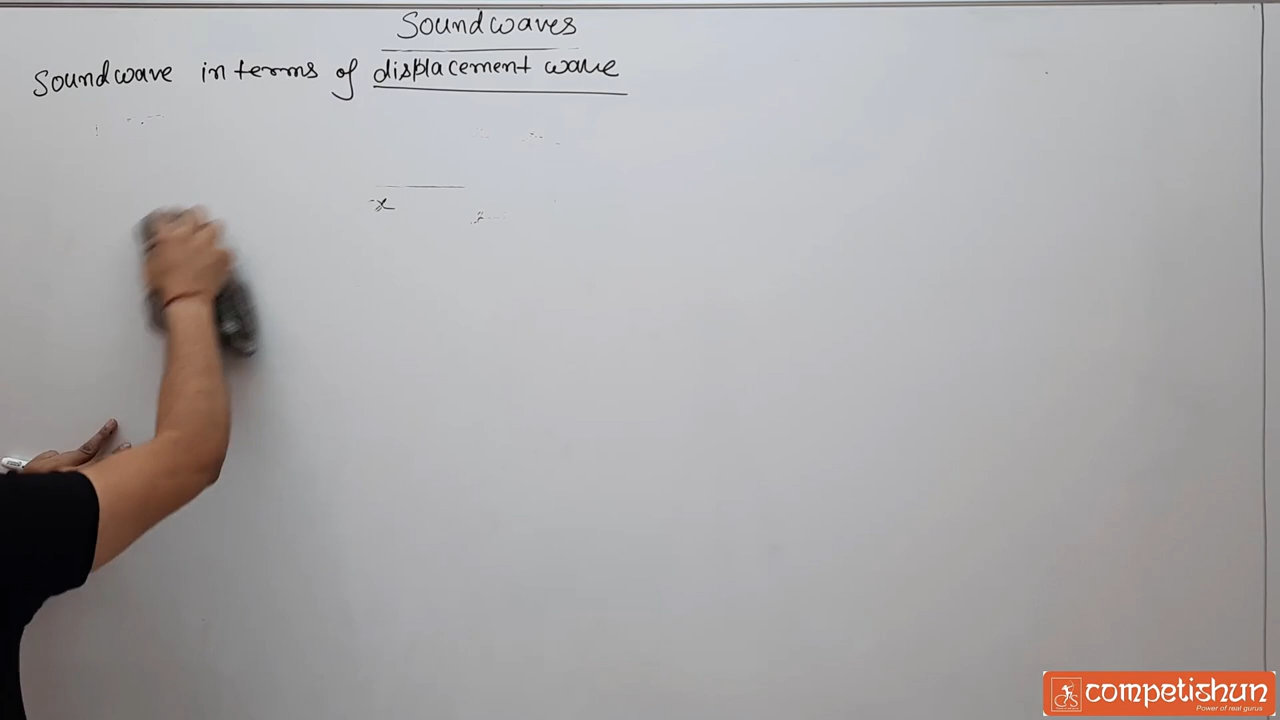 Soundwaves
Soundwave in terms of displacement wave
x
competishun
Power of real gurus